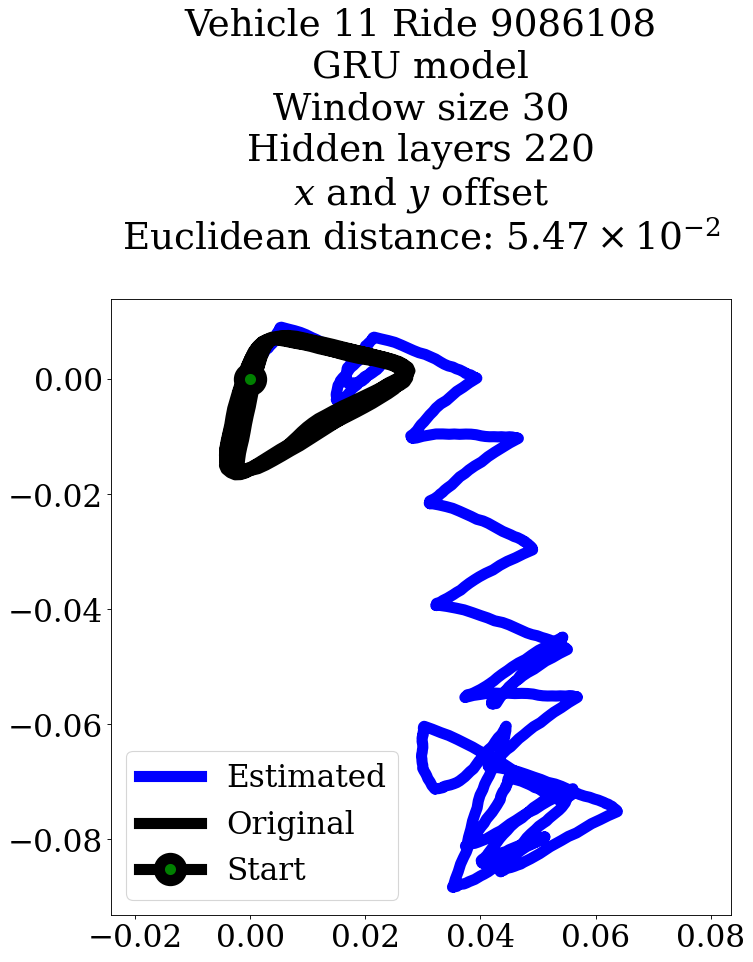 Vehicle 11 Ride 9086108
GRU model
Window size 30
Hidden layers 220
x and y offset
Euclidean distance: 5.47 × 10⁻²
0.00
−0.02
−0.04
−0.06
−0.08
Estimated
Original
Start
−0.02 0.00 0.02 0.04 0.06 0.08